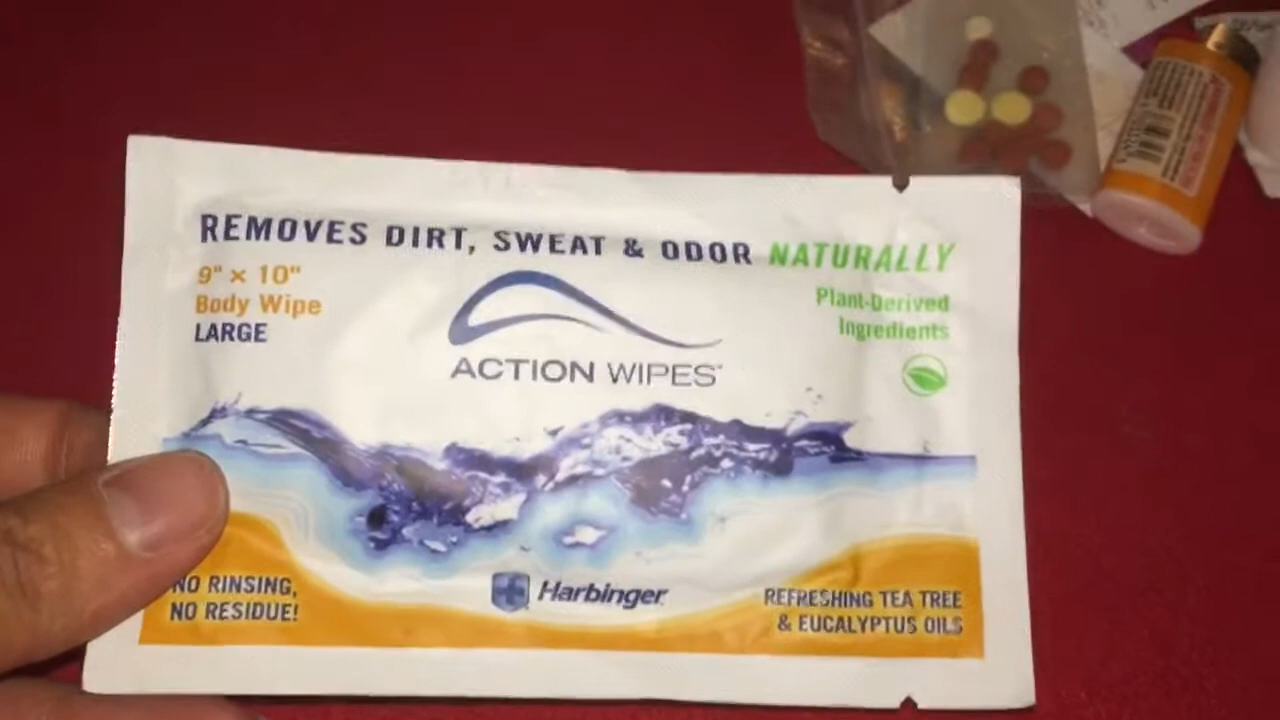 REMOVES DIRT, SWEAT & ODOR NATURALLY
9" x 10"
Body Wipe
LARGE
Plant-Derived
Ingredients
ACTION WIPES™
NO RINSING,
NO RESIDUE!
Harbinger
REFRESHING TEA TREE
& EUCALYPTUS OILS